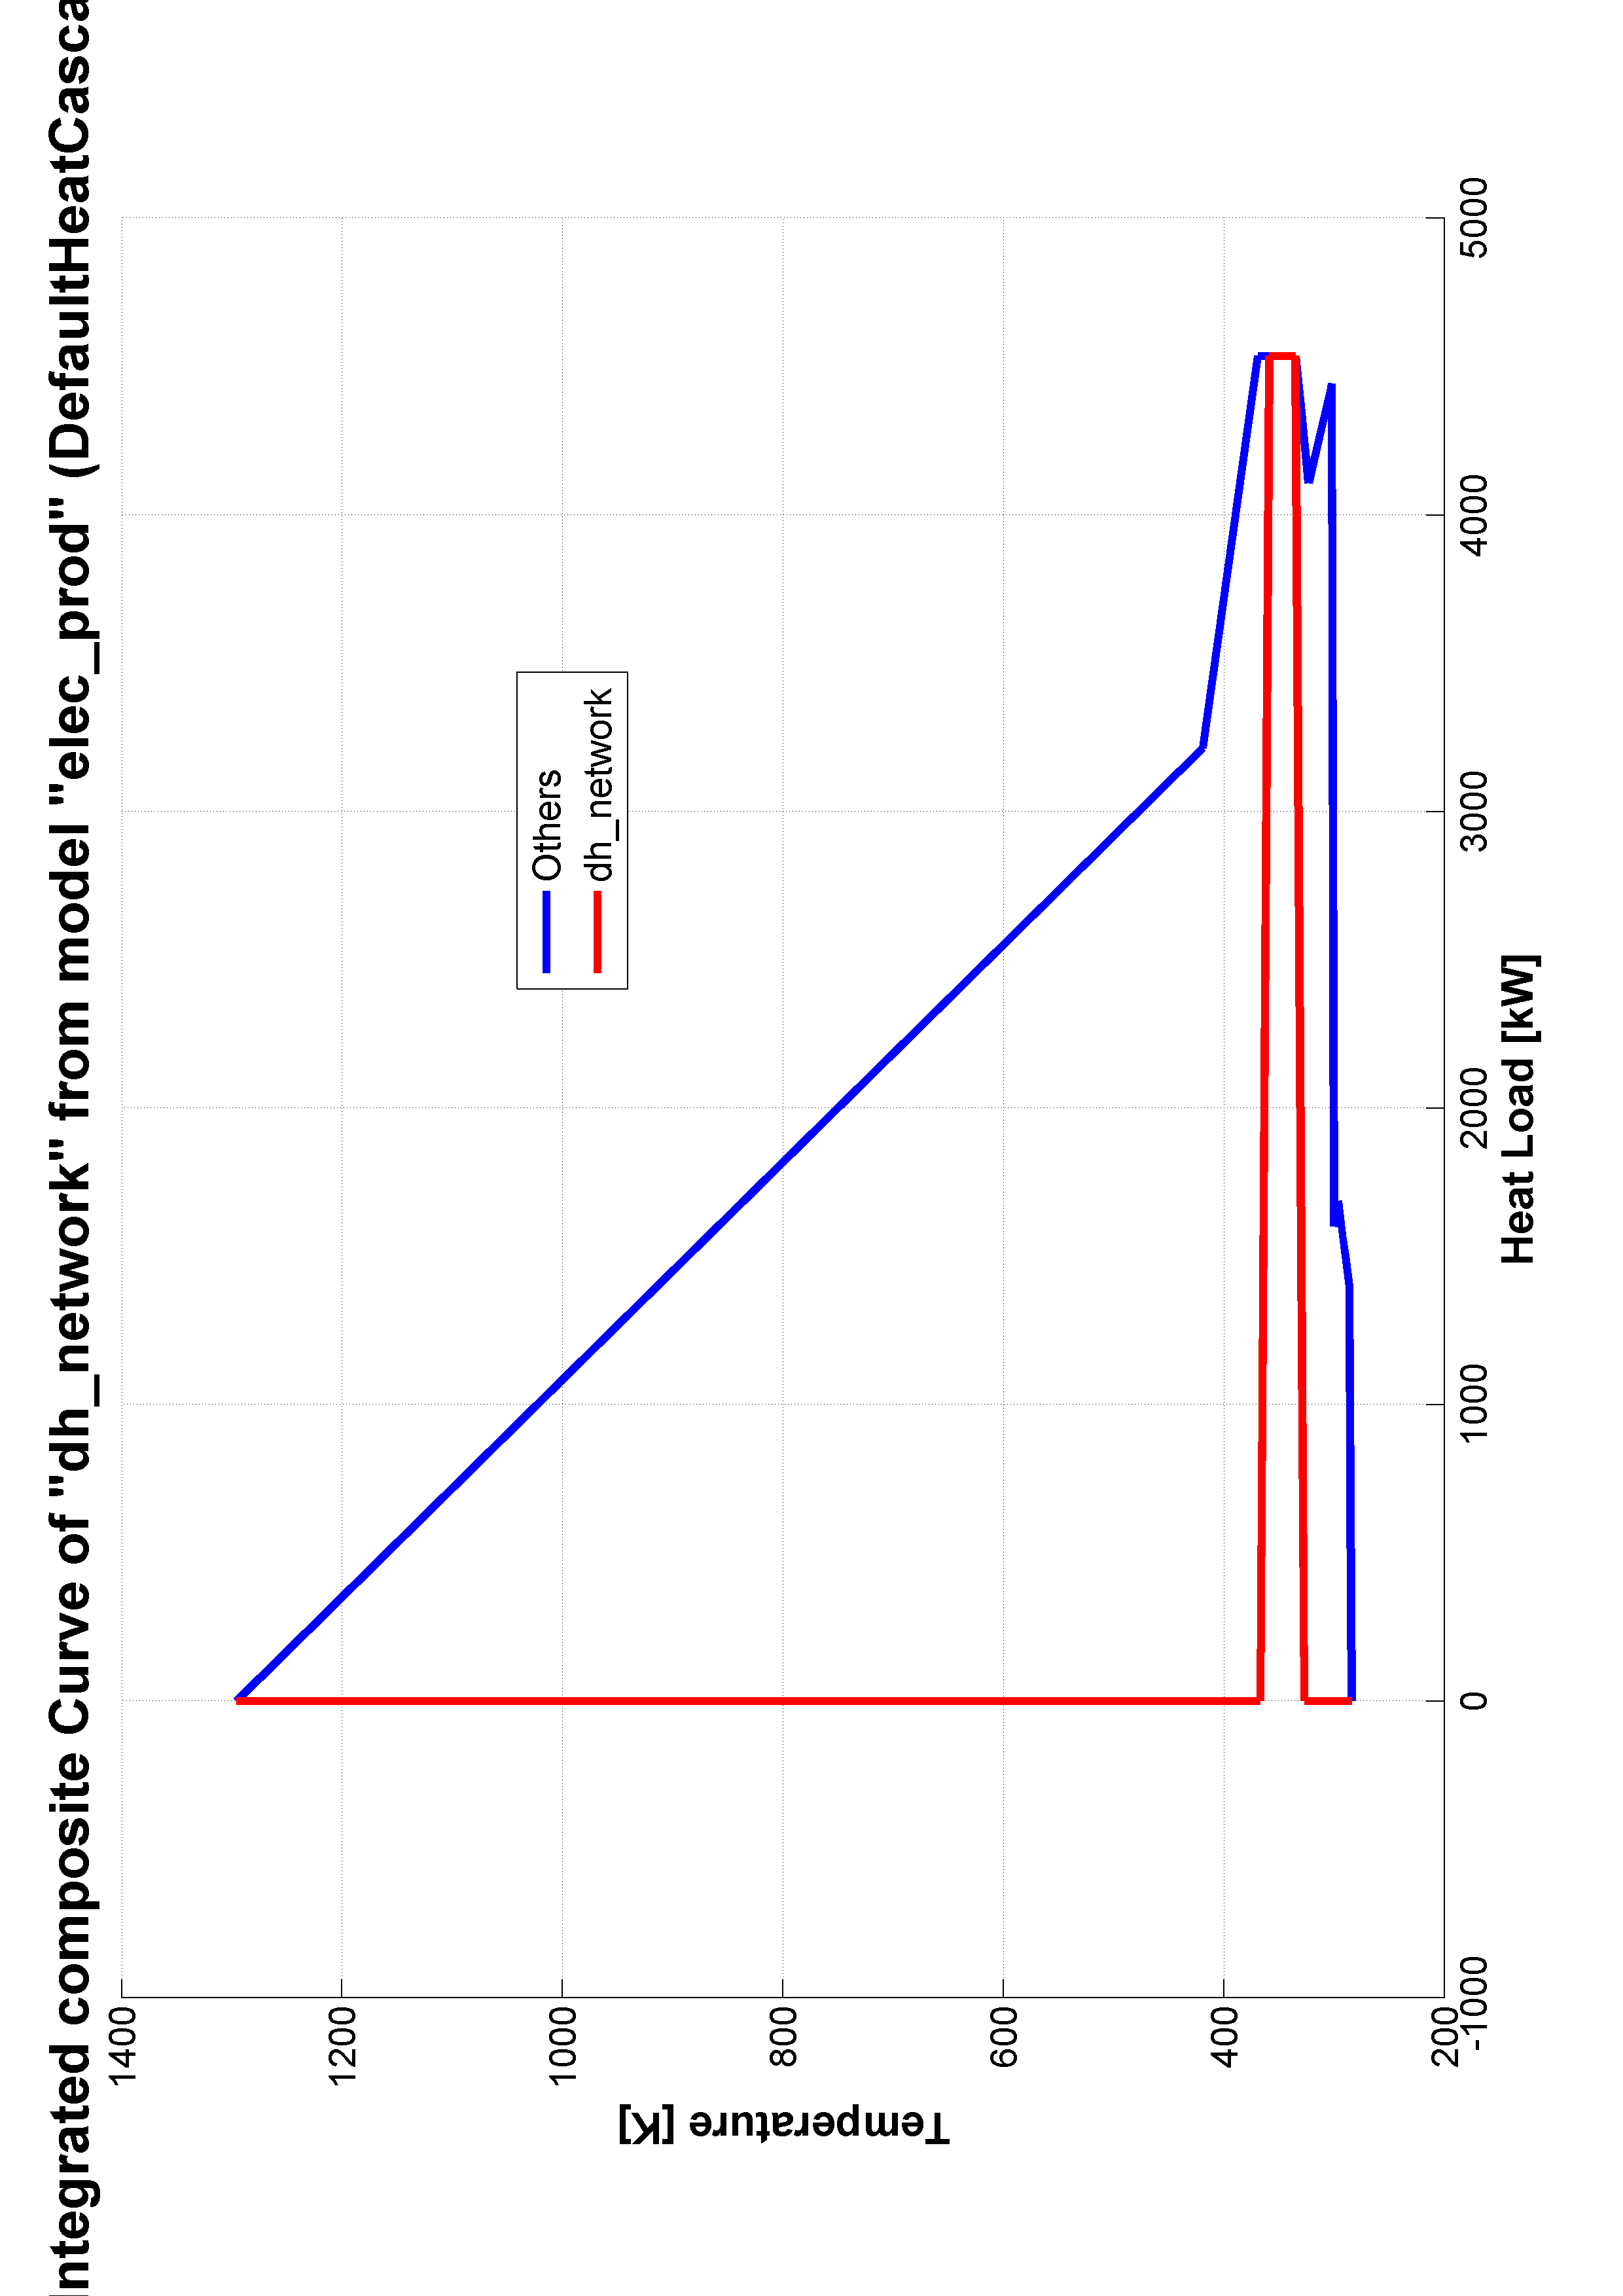 Integrated composite Curve of "dh_network" from model "elec_prod" (DefaultHeatCasca
Others
dh_network
1400
1200
1000
800
600
400
200
Temperature [K]
-1000
0
1000
2000
3000
4000
5000
Heat Load [kW]